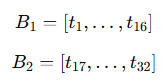 B₁ = [t₁, . . . , t₁₆]
B₂ = [t₁₇, . . . , t₃₂]